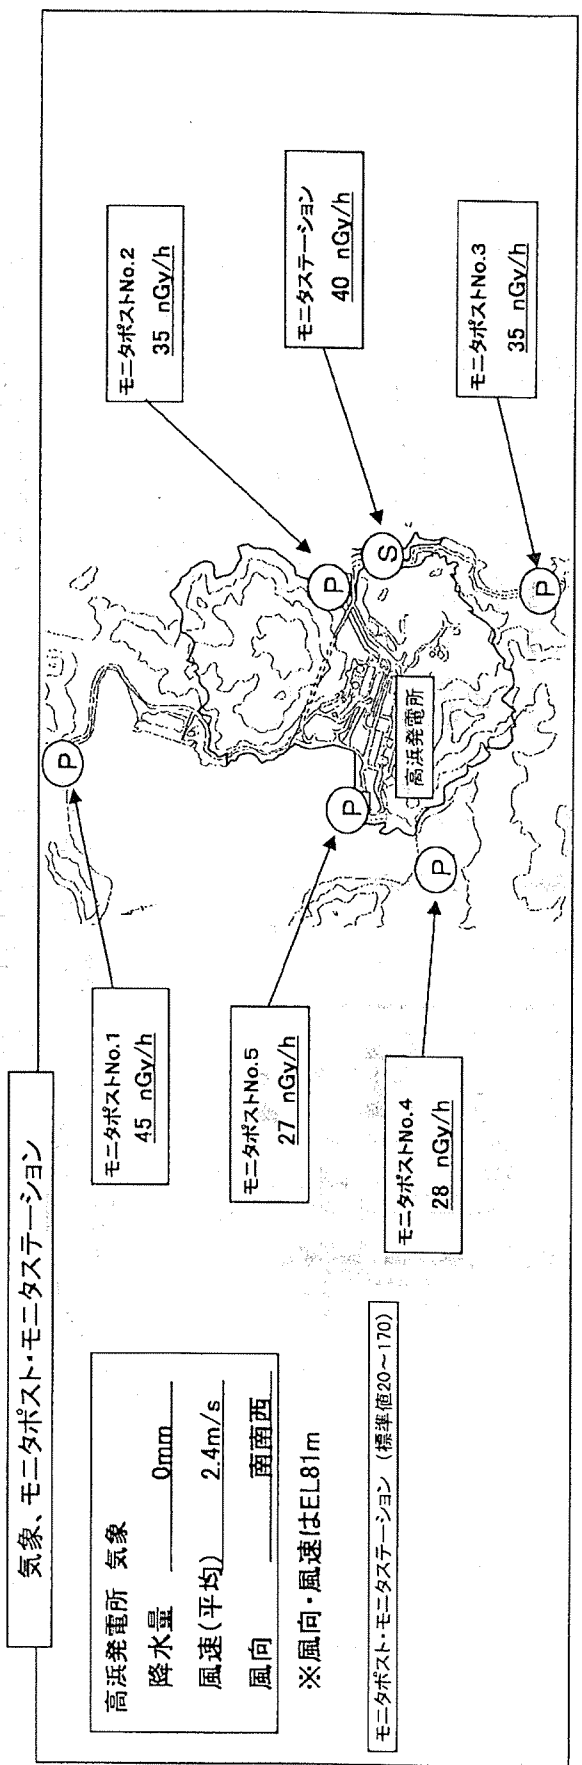 気象、モニタポスト・モニタステーション
高浜発電所 気象
降水量 0mm
風速(平均) 2.4m/s
風向 南南西
※風向・風速はEL81m
モニタポスト・モニタステーション (標準値20～170)
モニタポストNo.1
45 nGy/h
モニタポストNo.5
27 nGy/h
モニタポストNo.4
28 nGy/h
モニタポストNo.2
35 nGy/h
モニタステーション
40 nGy/h
モニタポストNo.3
35 nGy/h
P
P
P
P
S
P
高浜発電所